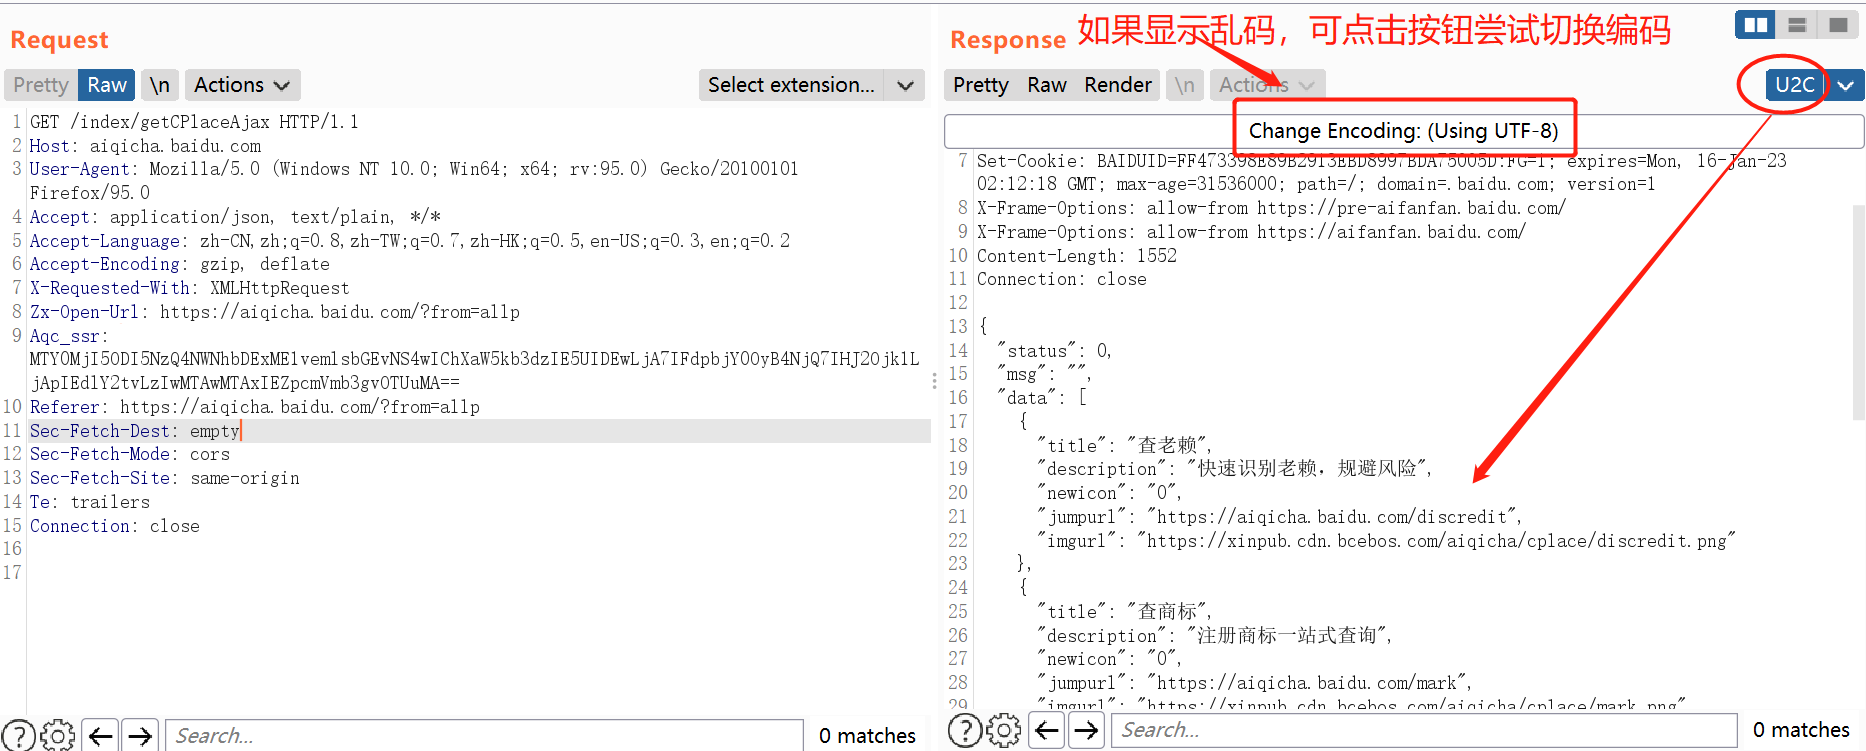 Request
Pretty Raw \n Actions Select extension...
1 GET /index/getCPlaceAjax HTTP/1.1
2 Host: aiqicha.baidu.com
3 User-Agent: Mozilla/5.0 (Windows NT 10.0; Win64; x64; rv:95.0) Gecko/20100101
Firefox/95.0
4 Accept: application/json, text/plain, */*
5 Accept-Language: zh-CN,zh;q=0.8,zh-TW;q=0.7,zh-HK;q=0.5,en-US;q=0.3,en;q=0.2
6 Accept-Encoding: gzip, deflate
7 X-Requested-With: XMLHttpRequest
8 Zx-Open-Url: https://aiqicha.baidu.com/?from=allp
9 Aqc_ssr:
MTY0MjI5ODI5NzQ4NWNhbDExME1vemlsbGEvNS4wIChXaW5kb3dzIE5UIDEwLjA7IFdpbjY0OyB4NjQ7IHJ2Ojk1L
jApIEdlY2tvLzIwMTAwMTAxIEZpcmVmb3gvOTUuMA==
10 Referer: https://aiqicha.baidu.com/?from=allp
11 Sec-Fetch-Dest: empty
12 Sec-Fetch-Mode: cors
13 Sec-Fetch-Site: same-origin
14 Te: trailers
15 Connection: close
16
17
Search...
0 matches
Response
如果显示乱码，可点击按钮尝试切换编码
Pretty Raw Render \n Actions U2C
Change Encoding: (Using UTF-8)
7 Set-Cookie: BAIDUID=FF473398E89B2913EBD8997BDA75005D:FG=1; expires=Mon, 16-Jan-23
02:12:18 GMT; max-age=31536000; path=/; domain=.baidu.com; version=1
8 X-Frame-Options: allow-from https://pre-aifanfan.baidu.com/
9 X-Frame-Options: allow-from https://aifanfan.baidu.com/
10 Content-Length: 1552
11 Connection: close
12
13 {
14 "status": 0,
15 "msg": "",
16 "data": [
17 {
18 "title": "查老赖",
19 "description": "快速识别老赖，规避风险",
20 "newicon": "0",
21 "jumpurl": "https://aiqicha.baidu.com/discredit",
22 "imgurl": "https://xinpub.cdn.bcebos.com/aiqicha/cplace/discredit.png"
23 },
24 {
25 "title": "查商标",
26 "description": "注册商标一站式查询",
27 "newicon": "0",
28 "jumpurl": "https://aiqicha.baidu.com/mark",
29 "imgurl": "https://xinpub.cdn.bcebos.com/aiqicha/cplace/mark.png"
Search...
0 matches